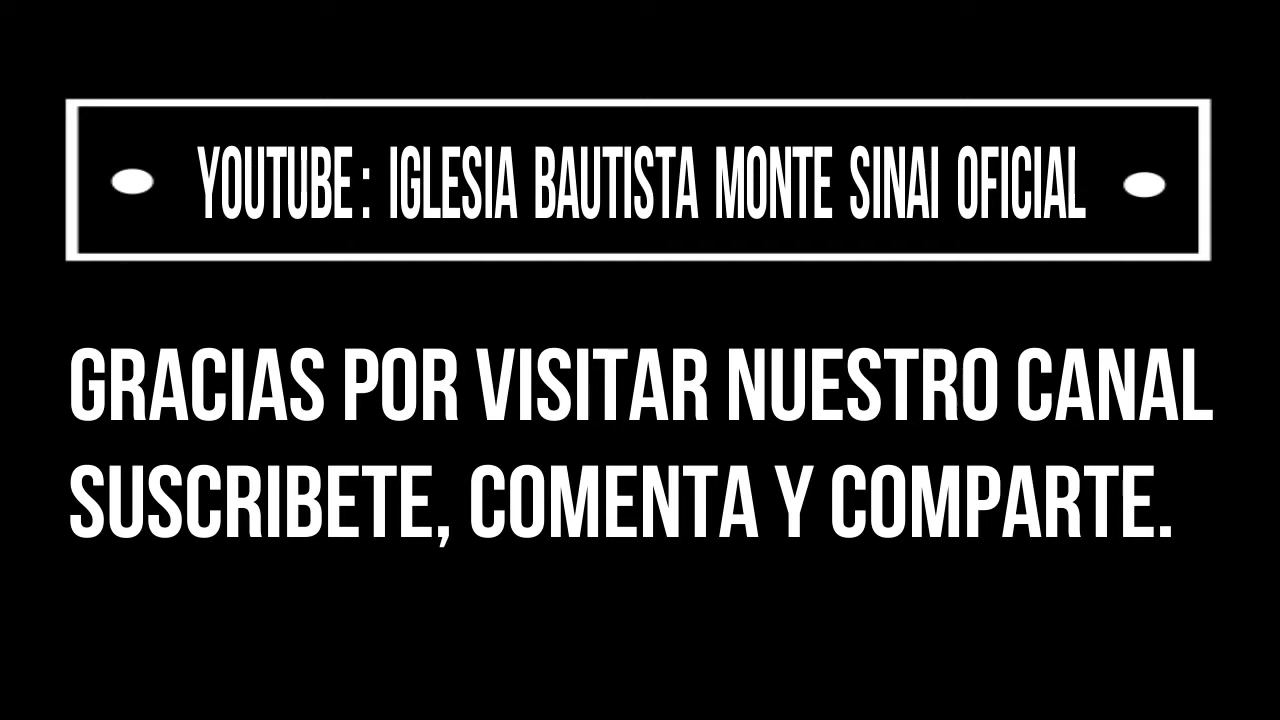 YOUTUBE: IGLESIA BAUTISTA MONTE SINAI OFICIAL
GRACIAS POR VISITAR NUESTRO CANAL
SUSCRIBETE, COMENTA Y COMPARTE.